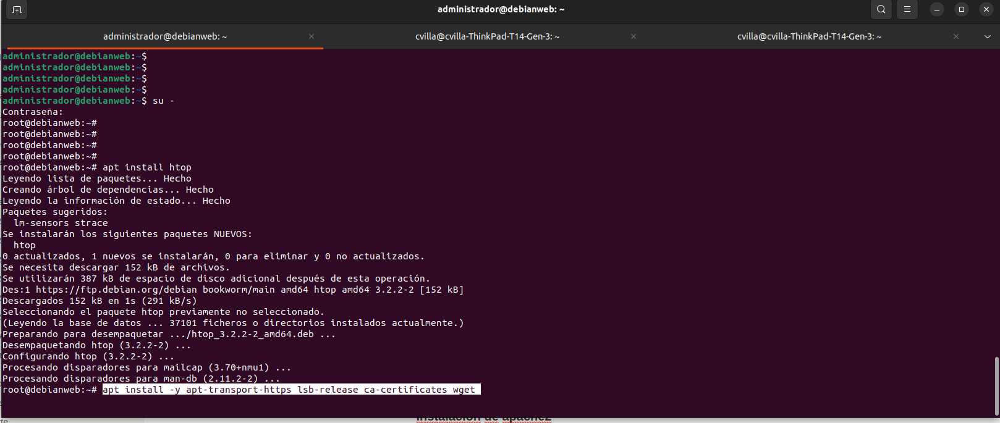 administrador@debianweb: ~
administrador@debianweb: ~
cvilla@cvilla-ThinkPad-T14-Gen-3: ~
cvilla@cvilla-ThinkPad-T14-Gen-3: ~
administrador@debianweb:~$
administrador@debianweb:~$
administrador@debianweb:~$
administrador@debianweb:~$
administrador@debianweb:~$ su -
Contraseña:
root@debianweb:~#
root@debianweb:~#
root@debianweb:~#
root@debianweb:~#
root@debianweb:~# apt install htop
Leyendo lista de paquetes... Hecho
Creando árbol de dependencias... Hecho
Leyendo la información de estado... Hecho
Paquetes sugeridos:
  lm-sensors strace
Se instalarán los siguientes paquetes NUEVOS:
  htop
0 actualizados, 1 nuevos se instalarán, 0 para eliminar y 0 no actualizados.
Se necesita descargar 152 kB de archivos.
Se utilizarán 387 kB de espacio de disco adicional después de esta operación.
Des:1 https://ftp.debian.org/debian bookworm/main amd64 htop amd64 3.2.2-2 [152 kB]
Descargados 152 kB en 1s (291 kB/s)
Seleccionando el paquete htop previamente no seleccionado.
(Leyendo la base de datos ... 37101 ficheros o directorios instalados actualmente.)
Preparando para desempaquetar .../htop_3.2.2-2_amd64.deb ...
Desempaquetando htop (3.2.2-2) ...
Configurando htop (3.2.2-2) ...
Procesando disparadores para mailcap (3.70+nmu1) ...
Procesando disparadores para man-db (2.11.2-2) ...
root@debianweb:~# apt install -y apt-transport-https lsb-release ca-certificates wget
Instalación de apache2